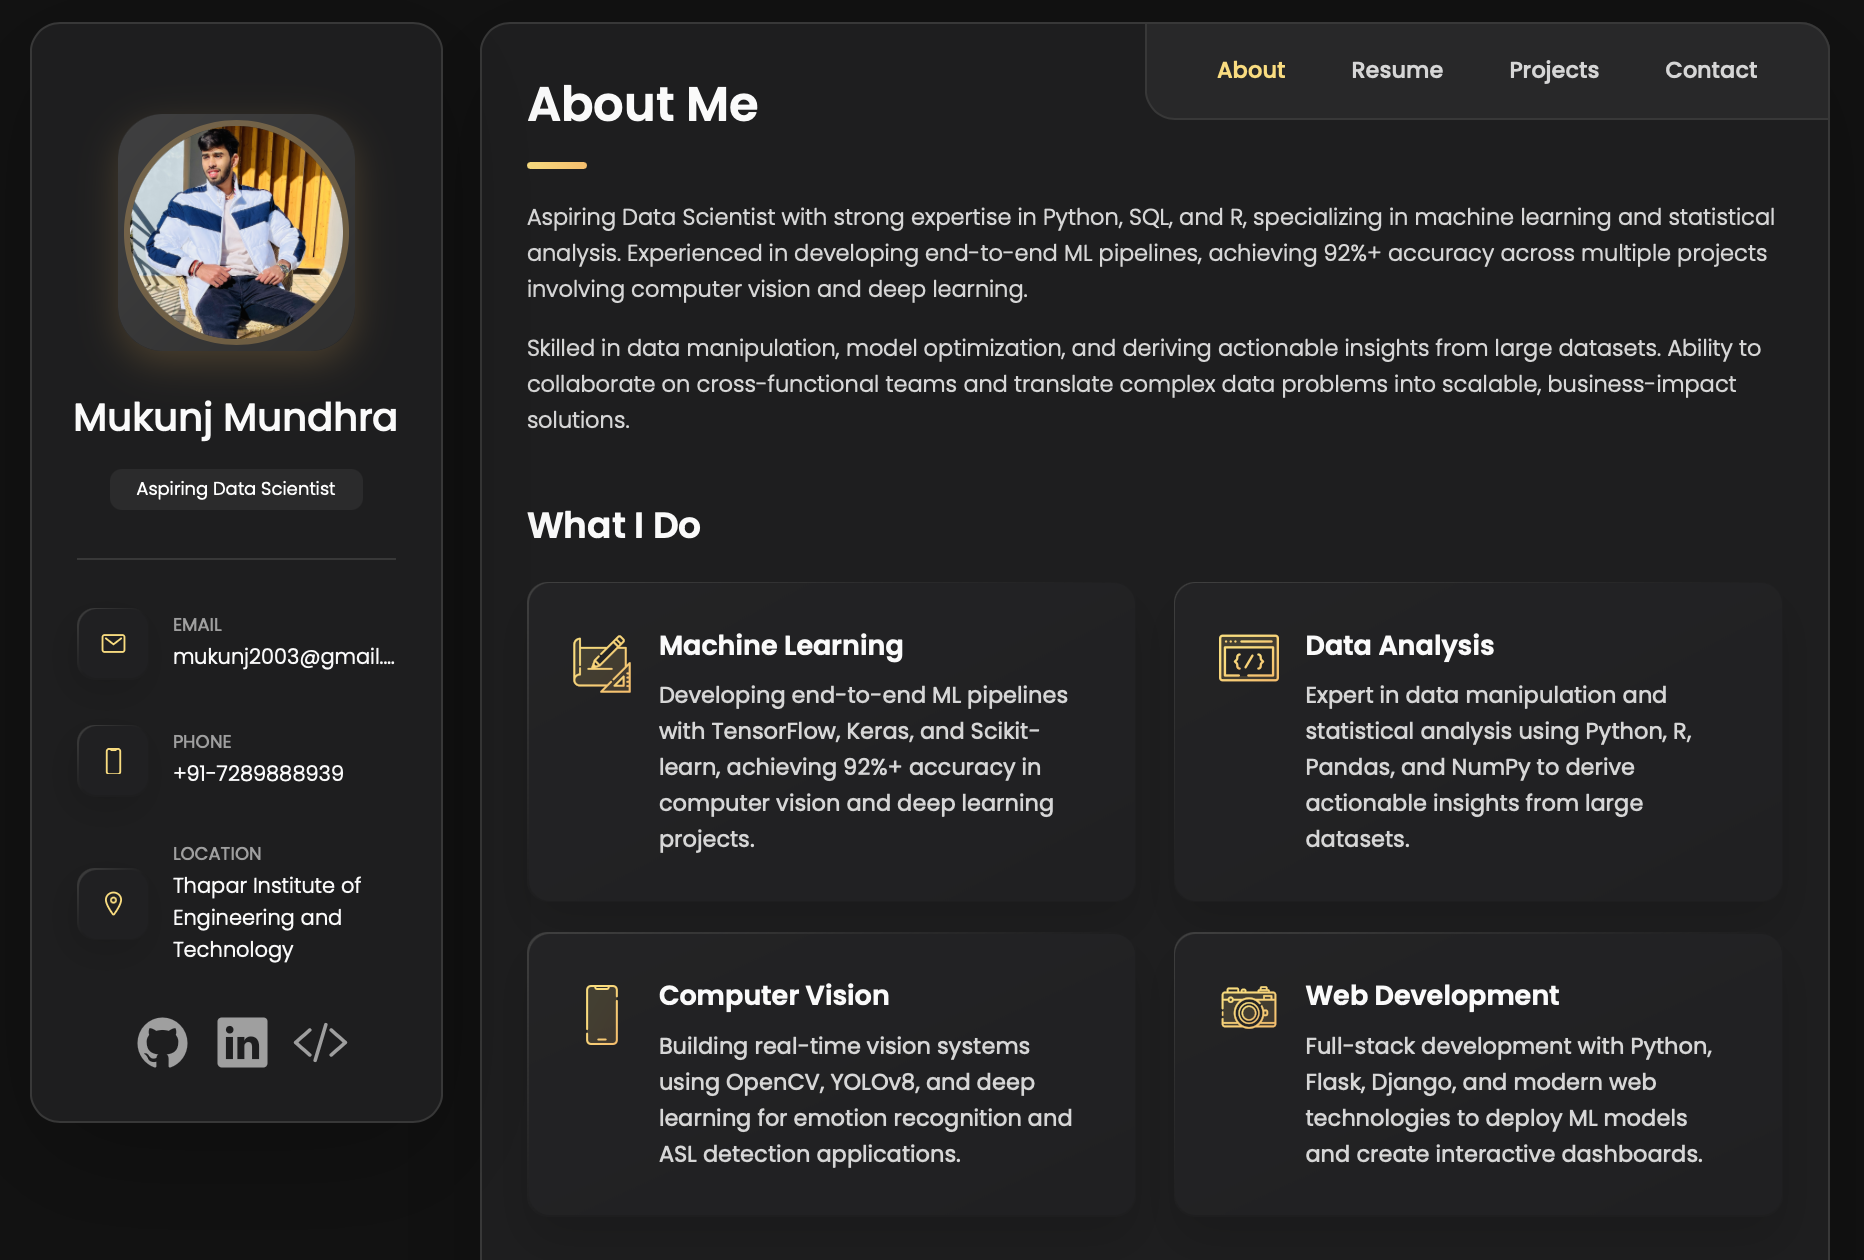 Mukunj Mundhra
Aspiring Data Scientist
EMAIL
mukunj2003@gmail....
PHONE
+91-7289888939
LOCATION
Thapar Institute of
Engineering and
Technology
About
Resume
Projects
Contact
About Me
Aspiring Data Scientist with strong expertise in Python, SQL, and R, specializing in machine learning and statistical
analysis. Experienced in developing end-to-end ML pipelines, achieving 92%+ accuracy across multiple projects
involving computer vision and deep learning.
Skilled in data manipulation, model optimization, and deriving actionable insights from large datasets. Ability to
collaborate on cross-functional teams and translate complex data problems into scalable, business-impact
solutions.
What I Do
Machine Learning
Developing end-to-end ML pipelines
with TensorFlow, Keras, and Scikit-
learn, achieving 92%+ accuracy in
computer vision and deep learning
projects.
Data Analysis
Expert in data manipulation and
statistical analysis using Python, R,
Pandas, and NumPy to derive
actionable insights from large
datasets.
Computer Vision
Building real-time vision systems
using OpenCV, YOLOv8, and deep
learning for emotion recognition and
ASL detection applications.
Web Development
Full-stack development with Python,
Flask, Django, and modern web
technologies to deploy ML models
and create interactive dashboards.